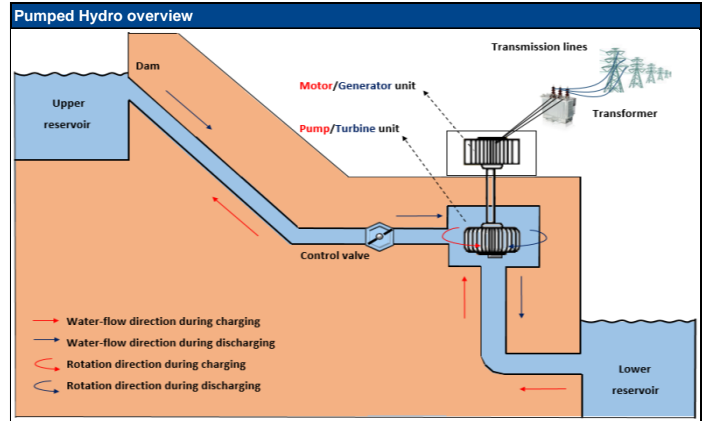 Pumped Hydro overview
Transmission lines
Dam
Motor/Generator unit
Upper
reservoir
Transformer
Pump/Turbine unit
Control valve
Water-flow direction during charging
Water-flow direction during discharging
Rotation direction during charging
Rotation direction during discharging
Lower
reservoir